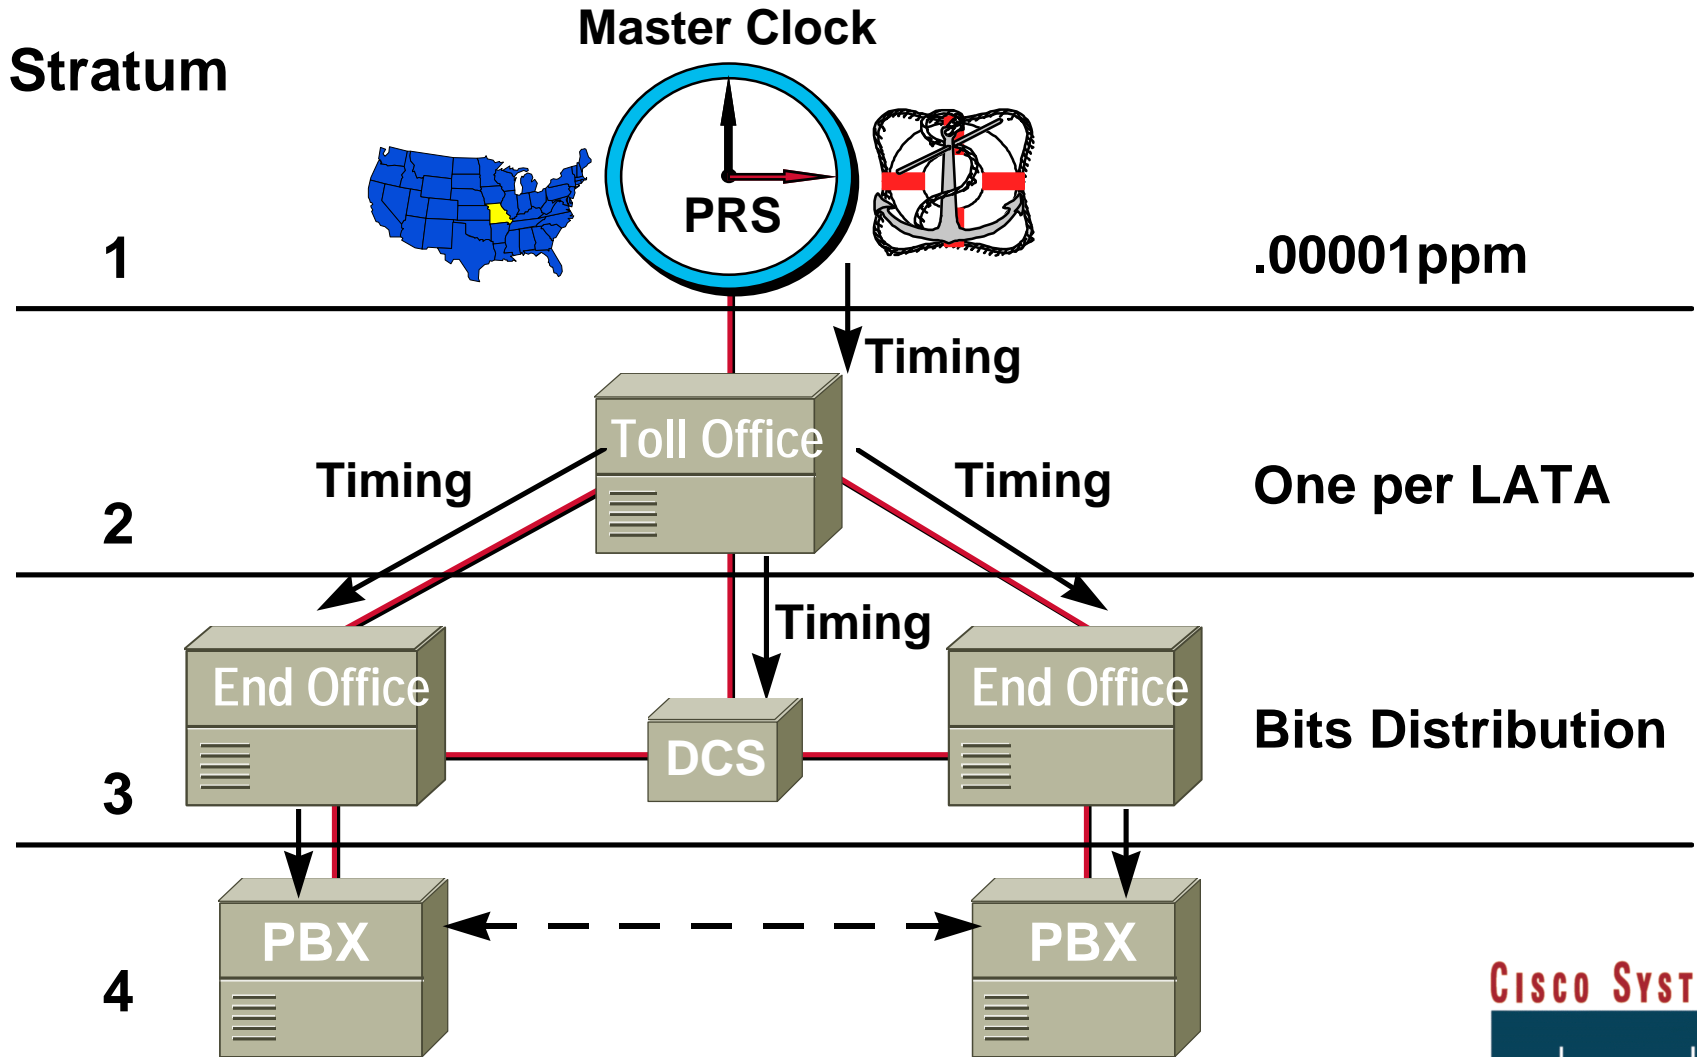 Master Clock
Stratum
PRS
1
.00001ppm
Timing
Toll Office
Timing
Timing
One per LATA
2
Timing
End Office
End Office
DCS
Bits Distribution
3
PBX
PBX
4
CISCO SYST